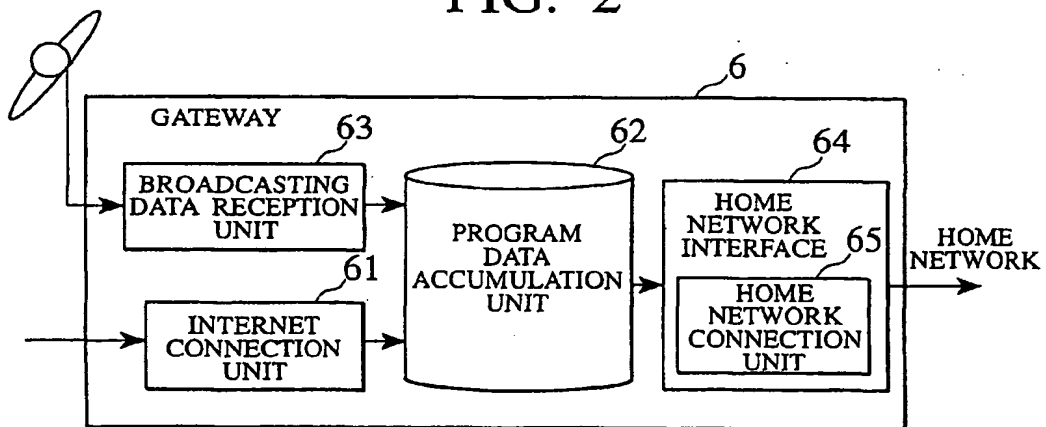 FIG. 2
6
GATEWAY
63
BROADCASTING
DATA RECEPTION
UNIT
61
INTERNET
CONNECTION
UNIT
62
PROGRAM
DATA
ACCUMULATION
UNIT
64
HOME
NETWORK
INTERFACE
65
HOME
NETWORK
CONNECTION
UNIT
HOME
NETWORK